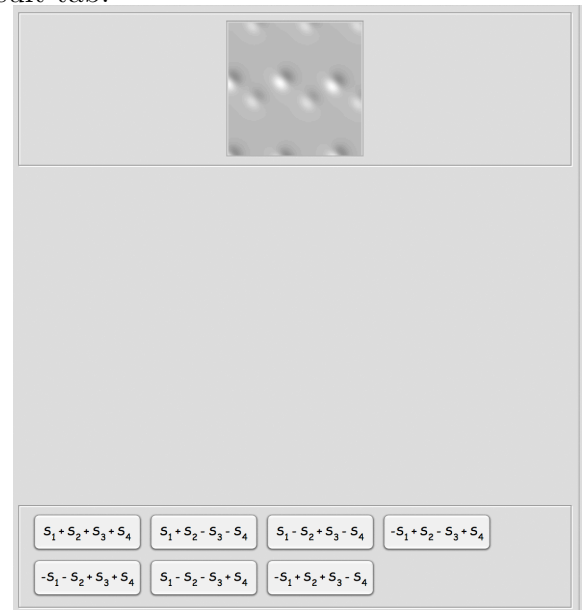 S₁ + S₂ + S₃ + S₄ S₁ + S₂ - S₃ - S₄ S₁ - S₂ + S₃ - S₄ -S₁ + S₂ - S₃ + S₄
-S₁ - S₂ + S₃ + S₄ S₁ - S₂ - S₃ + S₄ -S₁ + S₂ + S₃ - S₄